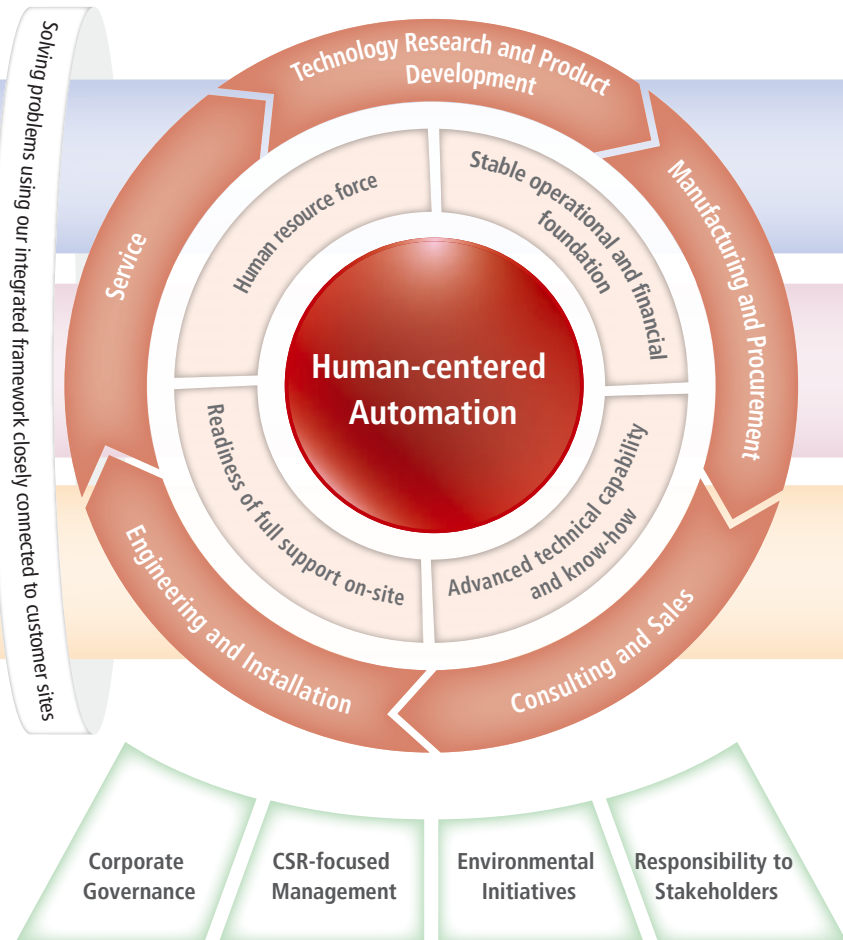 Solving problems using our integrated framework closely connected to customer sites
Technology Research and Product
Development
Manufacturing and Procurement
Consulting and Sales
Engineering and Installation
Service
Human resource force
Stable operational and financial
foundation
Advanced technical capability
and know-how
Readiness of full support on-site
Human-centered
Automation
Corporate
Governance
CSR-focused
Management
Environmental
Initiatives
Responsibility to
Stakeholders